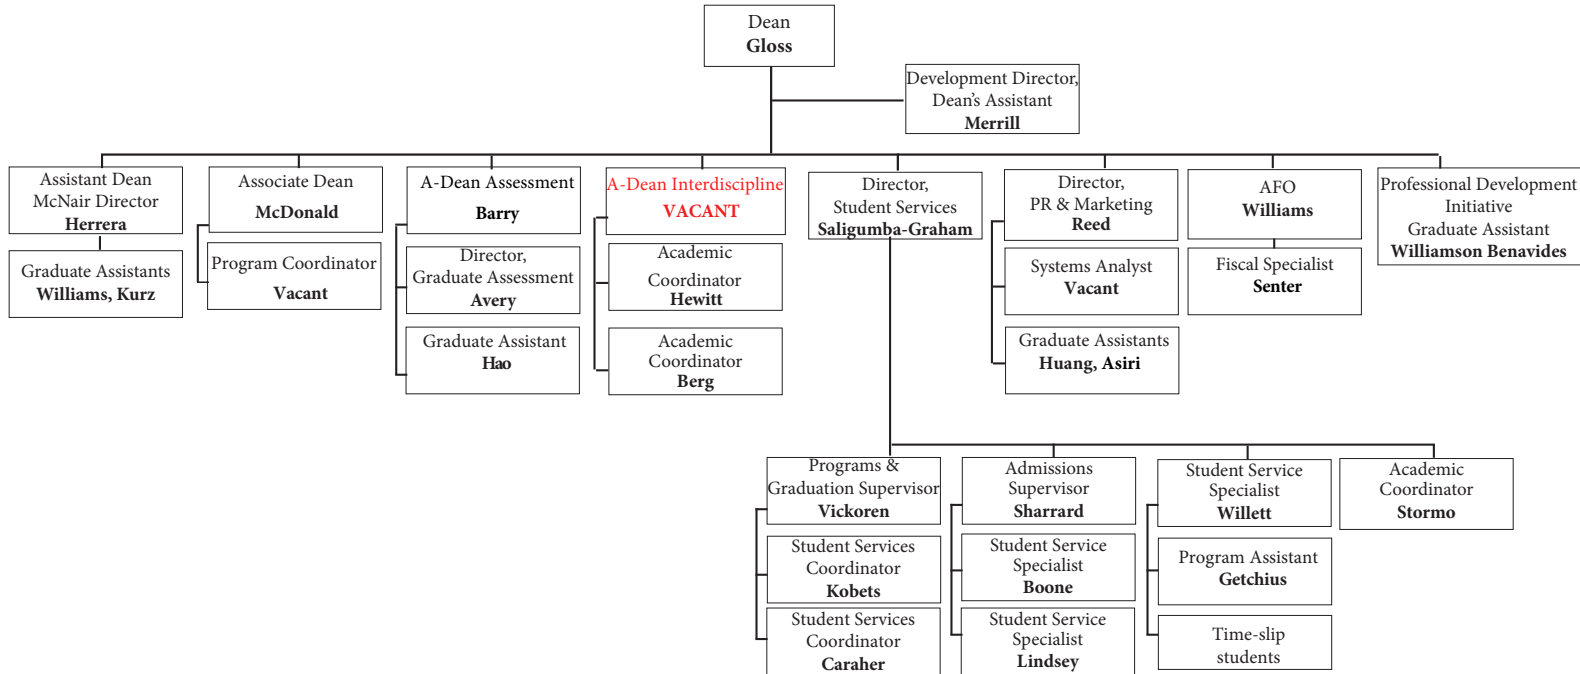 Dean
Gloss
Development Director,
Dean's Assistant
Merrill
Assistant Dean
McNair Director
Herrera
Graduate Assistants
Williams, Kurz
Associate Dean
McDonald
Program Coordinator
Vacant
A-Dean Assessment
Barry
Director,
Graduate Assessment
Avery
Graduate Assistant
Hao
A-Dean Interdiscipline
VACANT
Academic
Coordinator
Hewitt
Academic
Coordinator
Berg
Director,
Student Services
Saligumba-Graham
Director,
PR & Marketing
Reed
Systems Analyst
Vacant
Graduate Assistants
Huang, Asiri
AFO
Williams
Fiscal Specialist
Senter
Professional Development
Initiative
Graduate Assistant
Williamson Benavides
Programs &
Graduation Supervisor
Vickoren
Student Services
Coordinator
Kobets
Student Services
Coordinator
Caraher
Admissions
Supervisor
Sharrard
Student Service
Specialist
Boone
Student Service
Specialist
Lindsey
Student Service
Specialist
Willett
Program Assistant
Getchius
Time-slip
students
Academic
Coordinator
Stormo